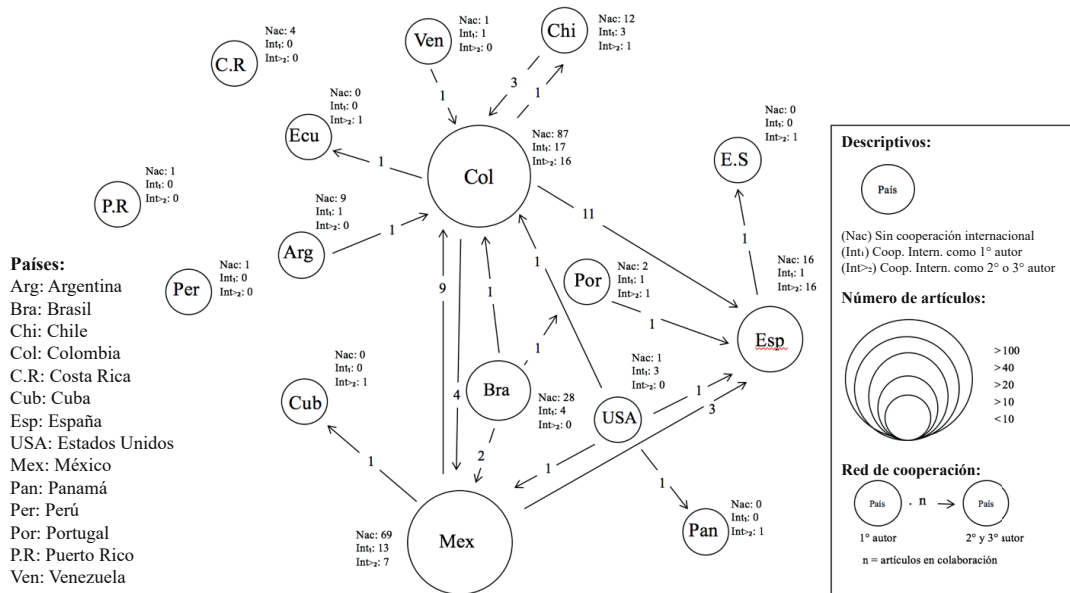 Nac: 4
Int₁: 0
Int>₂: 0
C.R
Nac: 1
Int₁: 1
Int>₂: 0
Ven
Nac: 12
Int₁: 3
Int>₂: 1
Chi
1
3
1
Nac: 0
Int₁: 0
Int>₂: 1
Ecu
1
Nac: 87
Int₁: 17
Int>₂: 16
Col
Nac: 0
Int₁: 0
Int>₂: 1
E.S
Nac: 1
Int₁: 0
Int>₂: 0
P.R
Nac: 9
Int₁: 1
Int>₂: 0
Arg
1
11
1
1
Nac: 1
Int₁: 0
Int>₂: 0
Per
9
1
Nac: 2
Int₁: 1
Int>₂: 1
Por
1
Nac: 16
Int₁: 1
Int>₂: 16
Esp
1
Nac: 0
Int₁: 0
Int>₂: 1
Cub
4
Bra
Nac: 28
Int₁: 4
Int>₂: 0
Nac: 1
Int₁: 3
Int>₂: 0
USA
1
3
1
2
1
1
Nac: 69
Int₁: 13
Int>₂: 7
Mex
Nac: 0
Int₁: 0
Int>₂: 1
Pan
Países:
Arg: Argentina
Bra: Brasil
Chi: Chile
Col: Colombia
C.R: Costa Rica
Cub: Cuba
Esp: España
USA: Estados Unidos
Mex: México
Pan: Panamá
Per: Perú
Por: Portugal
P.R: Puerto Rico
Ven: Venezuela
Descriptivos:
País
(Nac) Sin cooperación internacional
(Int₁) Coop. Intern. como 1° autor
(Int>₂) Coop. Intern. como 2° o 3° autor
Número de artículos:
>100
>40
>20
>10
<10
Red de cooperación:
País . n País
1° autor 2° y 3° autor
n = artículos en colaboración